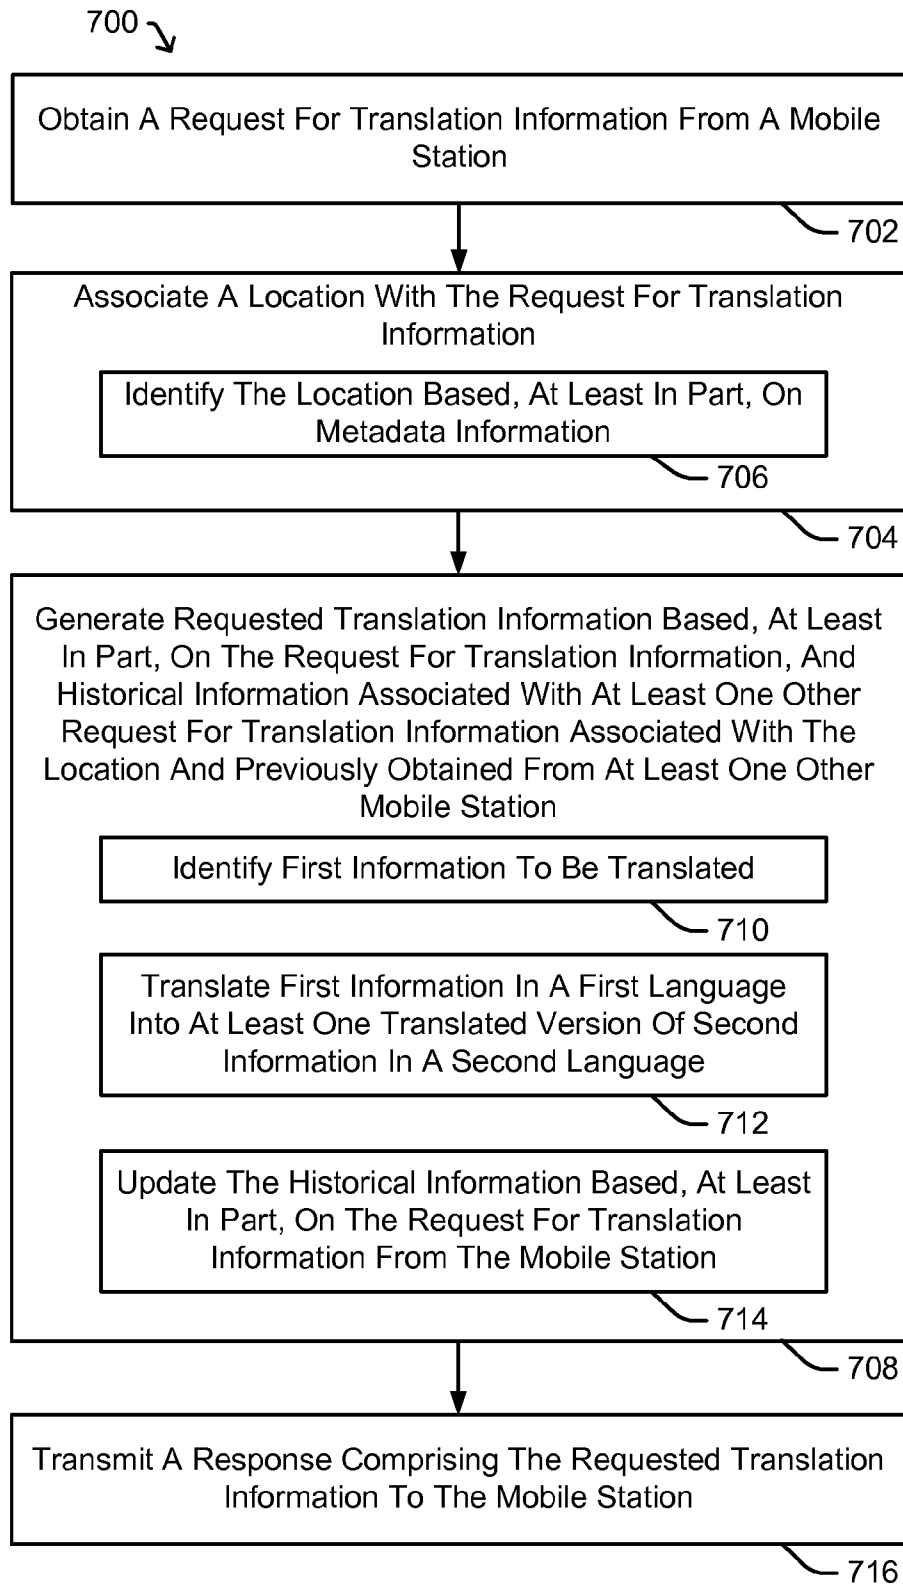 700
Obtain A Request For Translation Information From A Mobile
Station
702
Associate A Location With The Request For Translation
Information
Identify The Location Based, At Least In Part, On
Metadata Information
706
704
Generate Requested Translation Information Based, At Least
In Part, On The Request For Translation Information, And
Historical Information Associated With At Least One Other
Request For Translation Information Associated With The
Location And Previously Obtained From At Least One Other
Mobile Station
Identify First Information To Be Translated
710
Translate First Information In A First Language
Into At Least One Translated Version Of Second
Information In A Second Language
712
Update The Historical Information Based, At Least
In Part, On The Request For Translation
Information From The Mobile Station
714
708
Transmit A Response Comprising The Requested Translation
Information To The Mobile Station
716